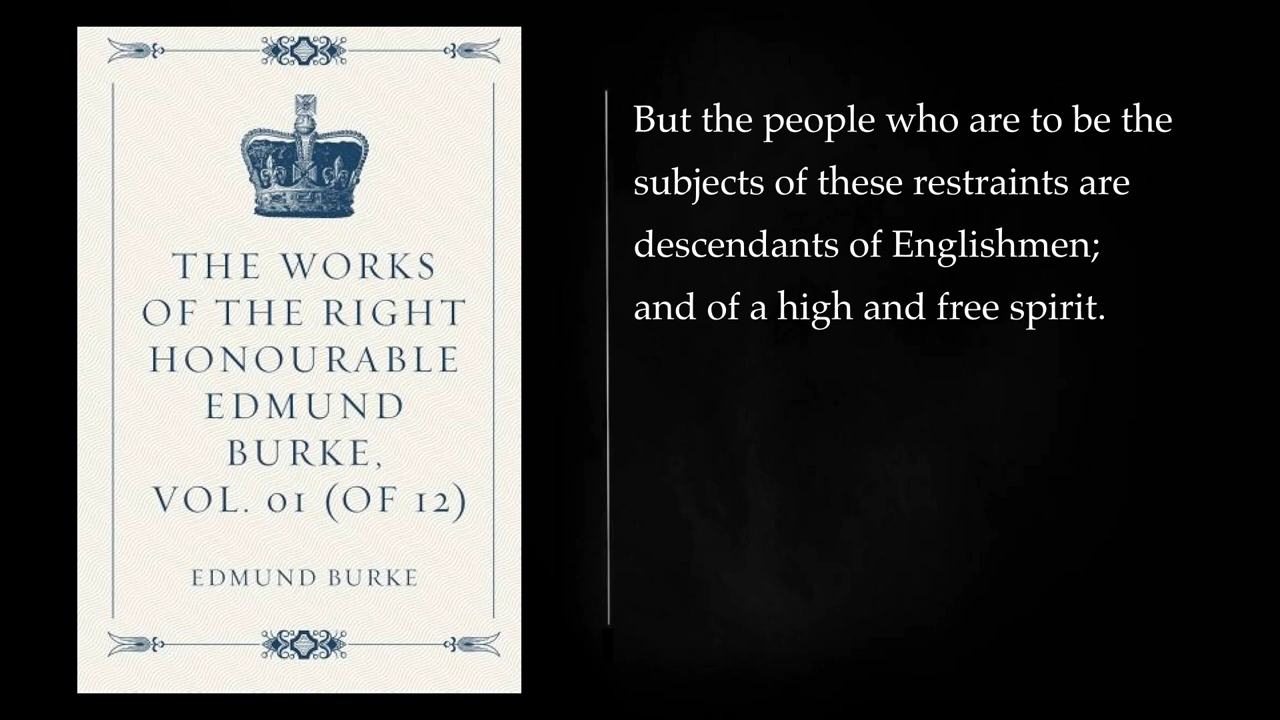 THE WORKS
OF THE RIGHT
HONOURABLE
EDMUND
BURKE,
VOL. 01 (OF 12)
EDMUND BURKE
But the people who are to be the
subjects of these restraints are
descendants of Englishmen;
and of a high and free spirit.